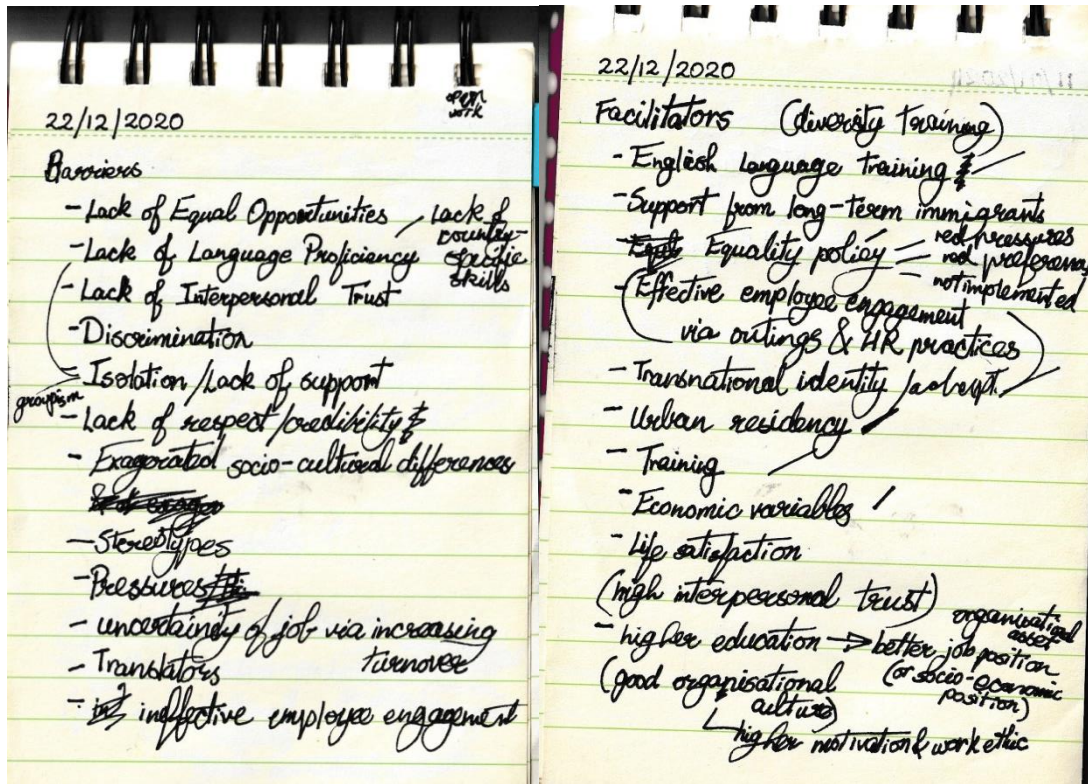 open
work
22/12/2020
Barriers
- Lack of Equal Opportunities
- Lack of Language Proficiency / Lack of
country-
specific
skills
- Lack of Interpersonal Trust
- Discrimination
- Isolation / Lack of support
groupism
- Lack of respect / credibility
- Exagorated socio-cultural differences
- Stereotypes
- Pressures
- uncertainity of job via increasing
turnover
- Translators
- ineffective employee engagement
22/12/2020
Facilitators (diversity training)
- English Language Training
- Support from long-term immigrants
Equality policy - red pressures
- red preferences
- not implemented
- Effective employee engagement
via outings & HR practices
- Transnational identity /
- Urban residency
- Training
- Economic variables
- Life satisfaction
(high interpersonal trust)
- higher education → better job position
organisational
asset
(or socio-economic
position)
(good organisational
culture)
higher motivation & work ethic